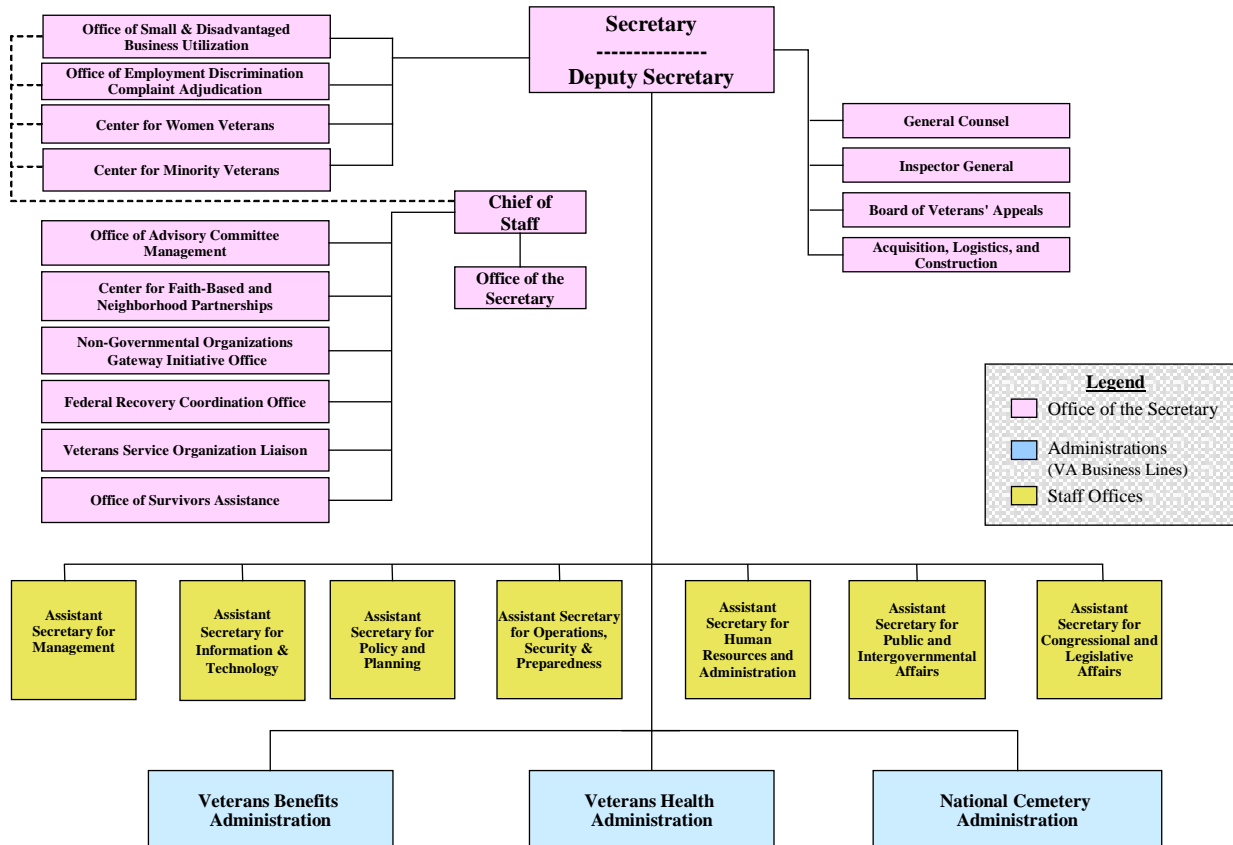 Secretary
---------------
Deputy Secretary
Office of Small & Disadvantaged
Business Utilization
Office of Employment Discrimination
Complaint Adjudication
Center for Women Veterans
Center for Minority Veterans
General Counsel
Inspector General
Board of Veterans' Appeals
Acquisition, Logistics, and
Construction
Chief of
Staff
Office of the
Secretary
Office of Advisory Committee
Management
Center for Faith-Based and
Neighborhood Partnerships
Non-Governmental Organizations
Gateway Initiative Office
Federal Recovery Coordination Office
Veterans Service Organization Liaison
Office of Survivors Assistance
Legend
Office of the Secretary
Administrations
(VA Business Lines)
Staff Offices
Assistant
Secretary for
Management
Assistant
Secretary for
Information &
Technology
Assistant
Secretary for
Policy and
Planning
Assistant Secretary
for Operations,
Security &
Preparedness
Assistant
Secretary for
Human
Resources and
Administration
Assistant
Secretary for
Public and
Intergovernmental
Affairs
Assistant
Secretary for
Congressional and
Legislative
Affairs
Veterans Benefits
Administration
Veterans Health
Administration
National Cemetery
Administration